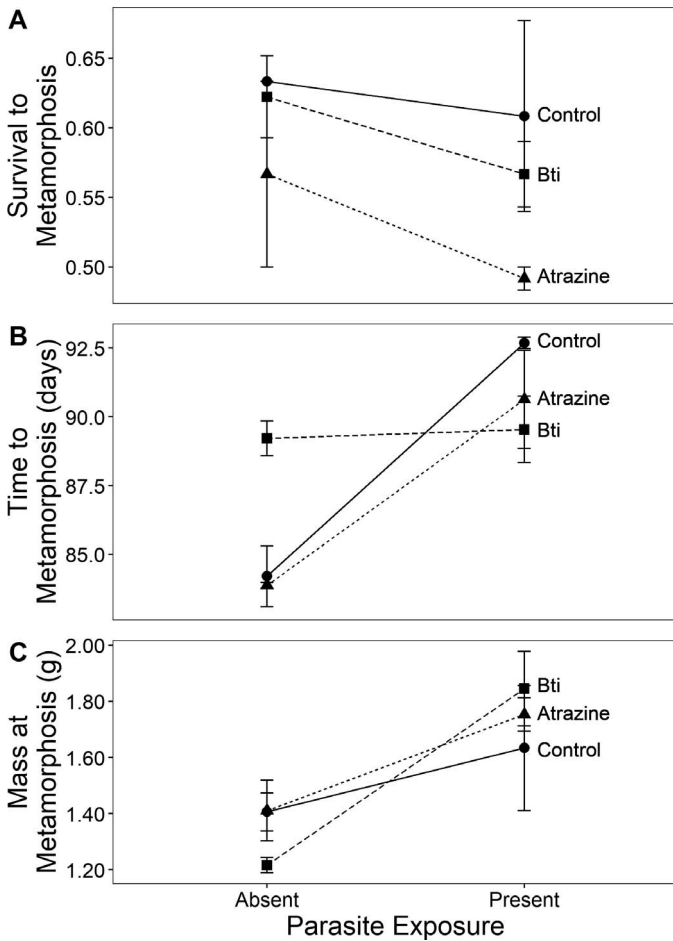 A
Survival to
Metamorphosis
0.65
0.60
0.55
0.50
Control
Bti
Atrazine
B
Time to
Metamorphosis (days)
92.5
90.0
87.5
85.0
Control
Atrazine
Bti
C
Mass at
Metamorphosis (g)
2.00
1.80
1.60
1.40
1.20
Bti
Atrazine
Control
Absent
Present
Parasite Exposure